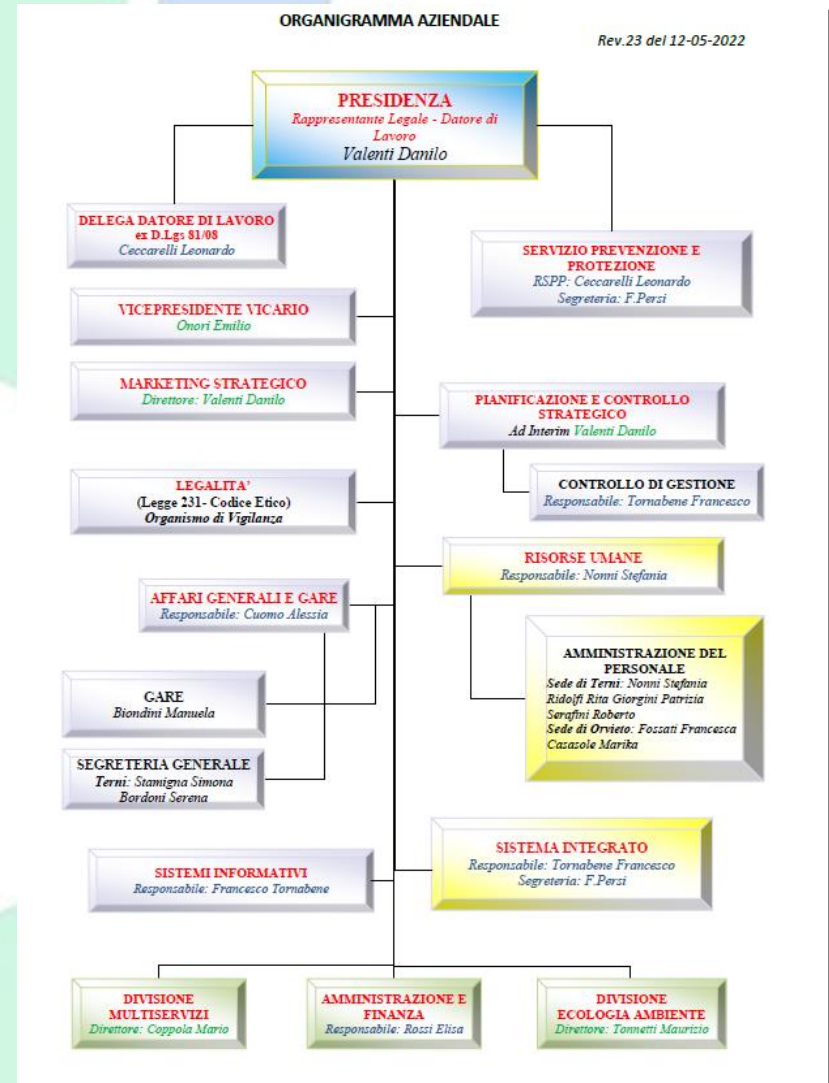 ORGANIGRAMMA AZIENDALE
Rev.23 del 12-05-2022
PRESIDENZA
Rappresentante Legale - Datore di
Lavoro
Valenti Danilo
DELEGA DATORE DI LAVORO
ex D.Lgs 81/08
Ceccarelli Leonardo
SERVIZIO PREVENZIONE E
PROTEZIONE
RSPP: Ceccarelli Leonardo
Segreteria: F.Persi
VICEPRESIDENTE VICARIO
Onori Emilio
MARKETING STRATEGICO
Direttore: Valenti Danilo
PIANIFICAZIONE E CONTROLLO
STRATEGICO
Ad Interim Valenti Danilo
CONTROLLO DI GESTIONE
Responsabile: Tornabene Francesco
LEGALITA'
(Legge 231- Codice Etico)
Organismo di Vigilanza
RISORSE UMANE
Responsabile: Nonni Stefania
AFFARI GENERALI E GARE
Responsabile: Cuomo Alessia
AMMINISTRAZIONE DEL
PERSONALE
Sede di Terni: Nonni Stefania
Ridolfi Rita Giorgini Patrizia
Serafini Roberto
Sede di Orvieto: Fossati Francesca
Casasole Marika
GARE
Biondini Manuela
SEGRETERIA GENERALE
Terni: Stamigna Simona
Bordoni Serena
SISTEMA INTEGRATO
Responsabile: Tornabene Francesco
Segreteria: F.Persi
SISTEMI INFORMATIVI
Responsabile: Francesco Tornabene
DIVISIONE
MULTISERVIZI
Direttore: Coppola Mario
AMMINISTRAZIONE E
FINANZA
Responsabile: Rossi Elisa
DIVISIONE
ECOLOGIA AMBIENTE
Direttore: Tonnetti Maurizio